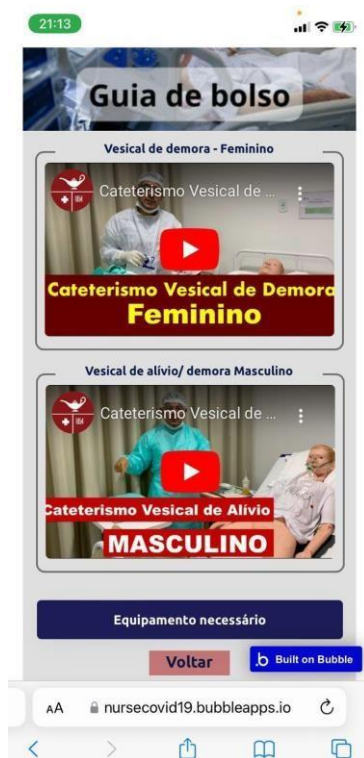 21:13
Guia de bolso
Vesical de demora - Feminino
Cateterismo Vesical de ...
Cateterismo Vesical de Demora
Feminino
Vesical de alívio/ demora Masculino
Cateterismo Vesical de ...
Cateterismo Vesical de Alívio
MASCULINO
Equipamento necessário
Voltar
.b Built on Bubble
AA nursecovid19.bubbleapps.io